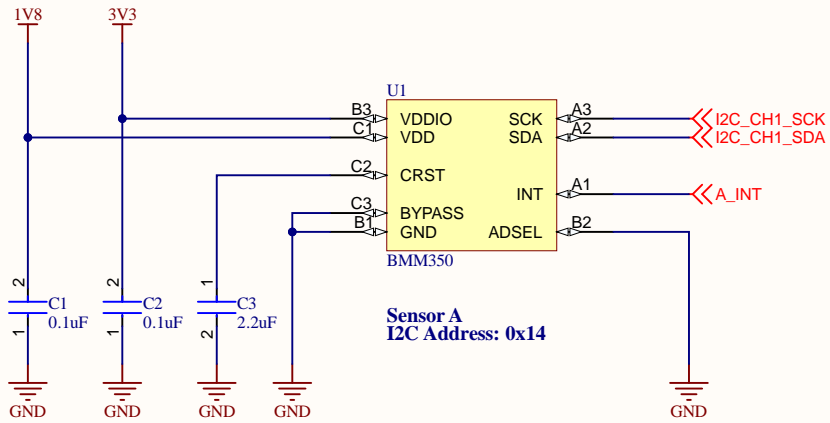 1V8
3V3
U1
B3
VDDIO
SCK
A3
I2C_CH1_SCK
C1
VDD
SDA
A2
I2C_CH1_SDA
C2
CRST
INT
A1
A_INT
C3
BYPASS
B1
GND
ADSEL
B2
BMM350
2
C1
0.1uF
1
2
C2
0.1uF
1
1
C3
2.2uF
2
Sensor A
I2C Address: 0x14
GND
GND
GND
GND
GND